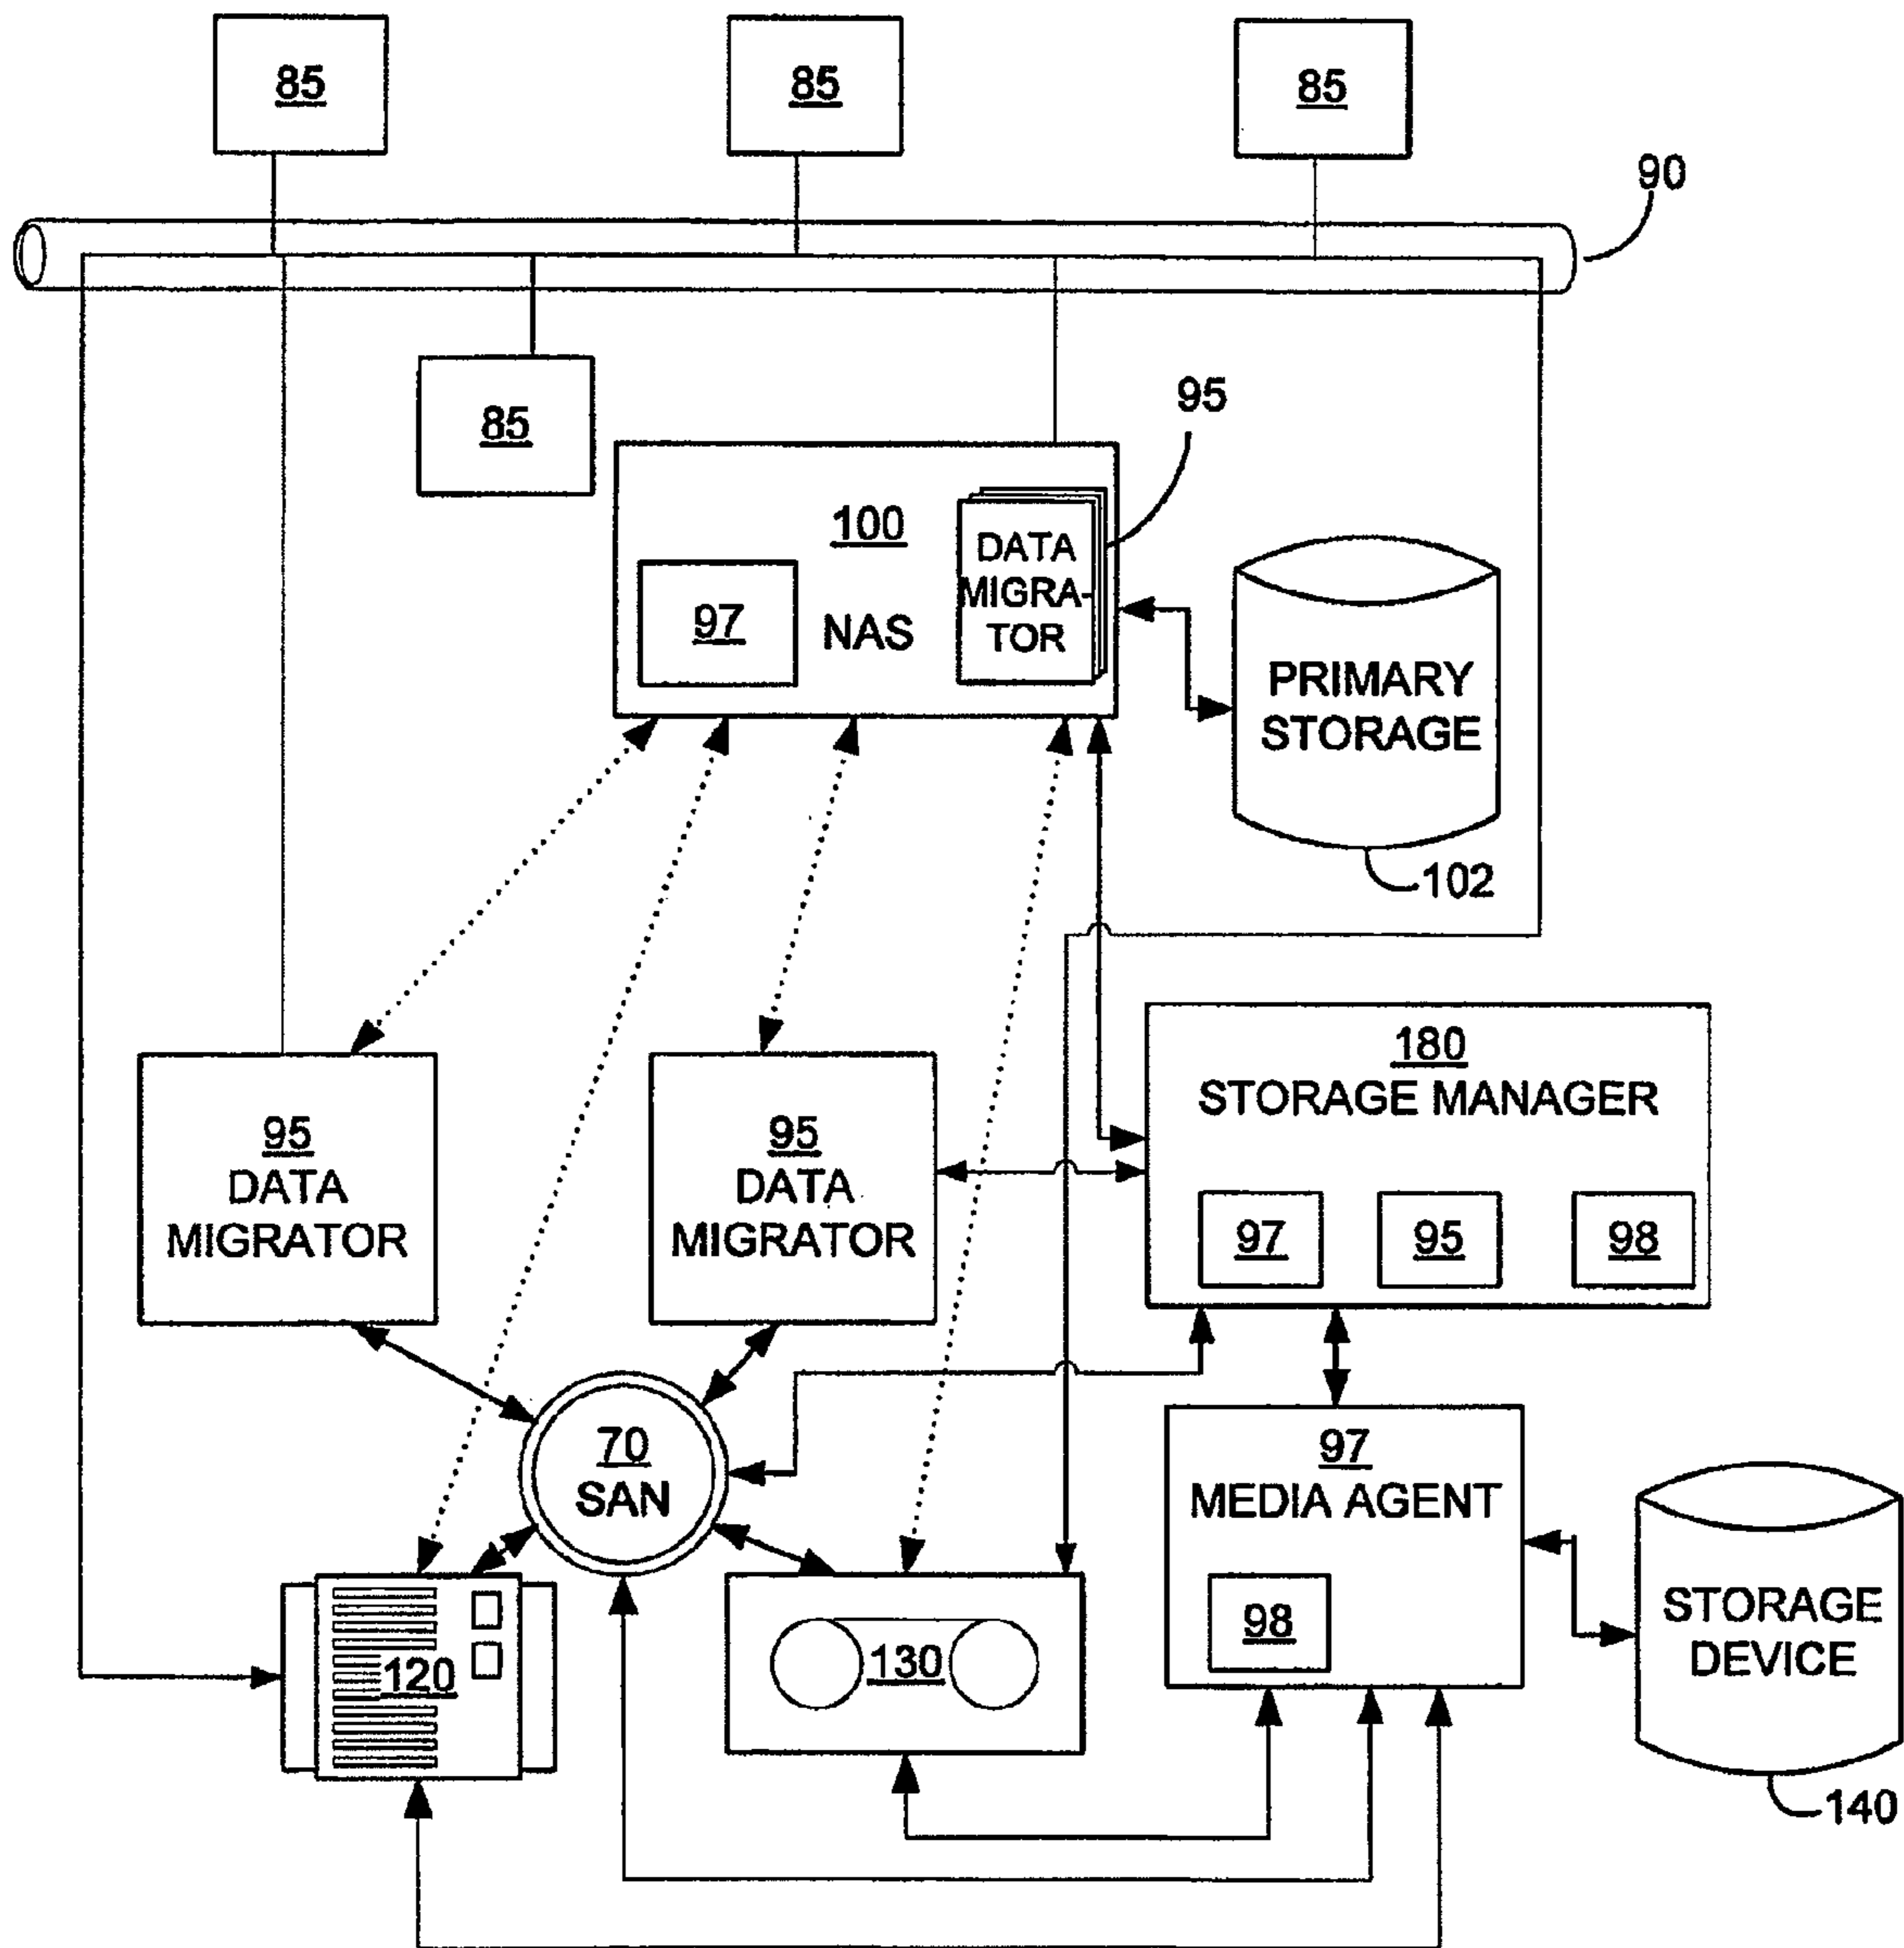 85
85
85
90
85
95
100
DATA
MIGRA-
TOR
97
NAS
PRIMARY
STORAGE
102
180
STORAGE MANAGER
95
DATA
MIGRATOR
95
DATA
MIGRATOR
97
95
98
70
SAN
97
MEDIA AGENT
98
120
130
STORAGE
DEVICE
140